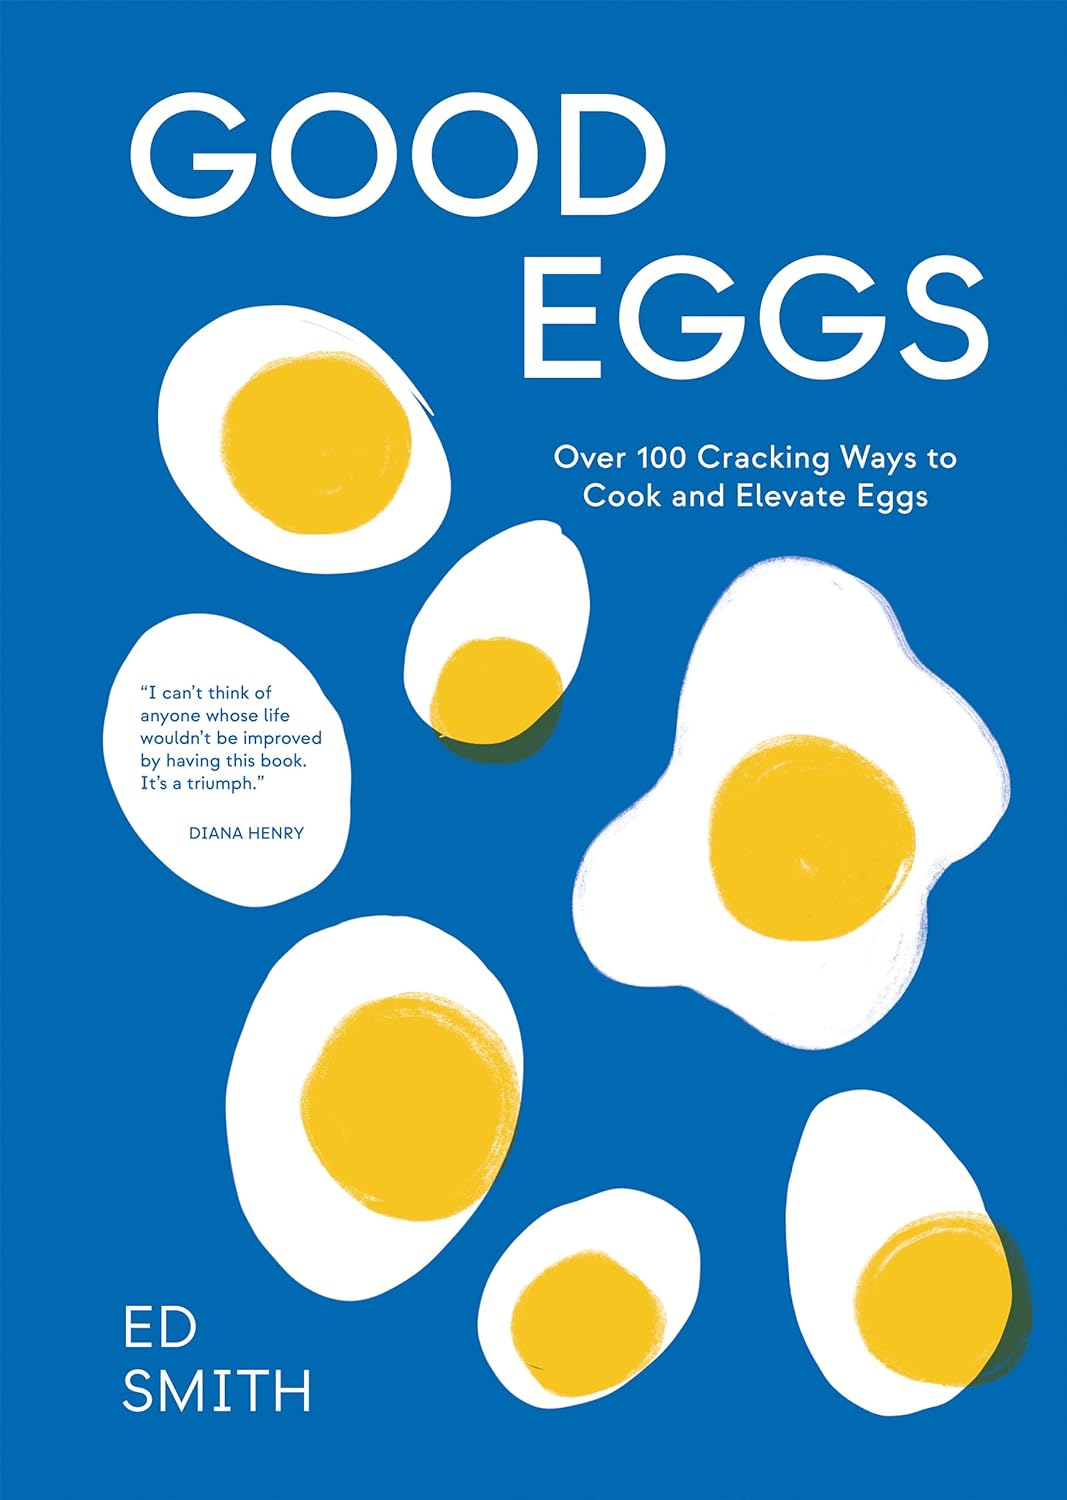 GOOD
EGGS
Over 100 Cracking Ways to
Cook and Elevate Eggs
“I can’t think of
anyone whose life
wouldn’t be improved
by having this book.
It’s a triumph.”
DIANA HENRY
ED
SMITH